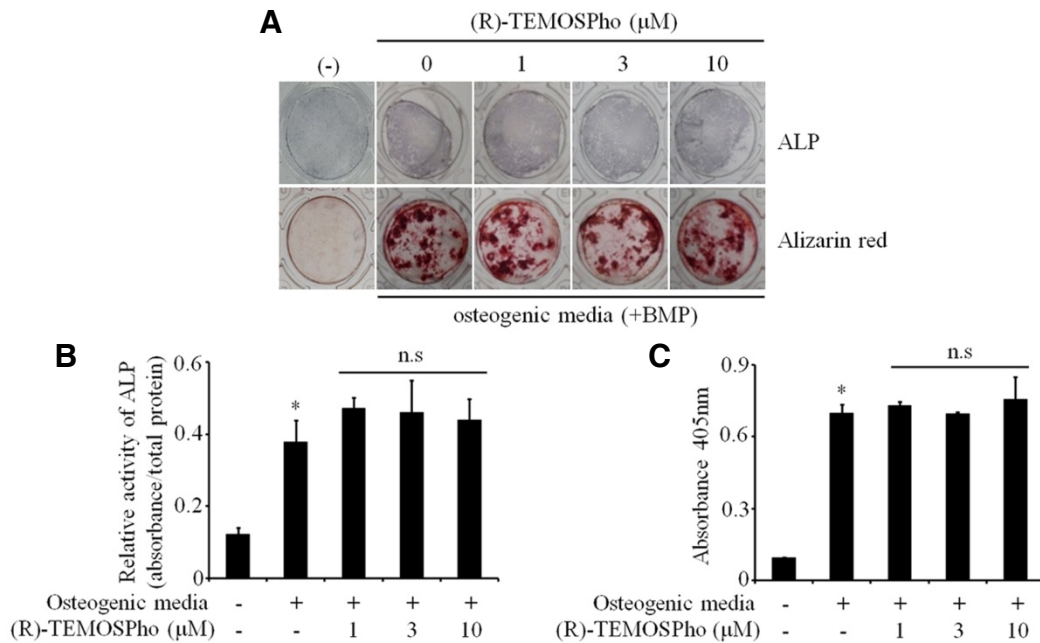 A
(R)-TEMOSPho (μM)
(-) 0 1 3 10
ALP
Alizarin red
osteogenic media (+BMP)
B
Relative activity of ALP
(absorbance/total protein)
0.6
0.4
0.2
0
*
n.s
Osteogenic media - + + + +
(R)-TEMOSPho (μM) - - 1 3 10
C
Absorbance 405nm
0.9
0.6
0.3
0
*
n.s
Osteogenic media - + + + +
(R)-TEMOSPho (μM) - - 1 3 10